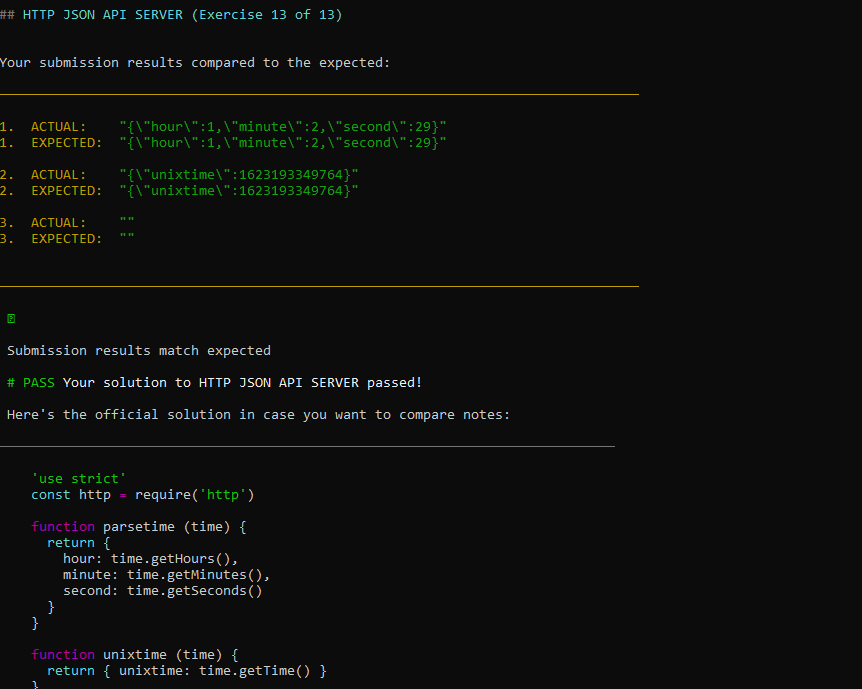 ## HTTP JSON API SERVER (Exercise 13 of 13)
Your submission results compared to the expected:
1.  ACTUAL:    "{\"hour\":1,\"minute\":2,\"second\":29}"
1.  EXPECTED:  "{\"hour\":1,\"minute\":2,\"second\":29}"
2.  ACTUAL:    "{\"unixtime\":1623193349764}"
2.  EXPECTED:  "{\"unixtime\":1623193349764}"
3.  ACTUAL:    ""
3.  EXPECTED:  ""
Submission results match expected
# PASS Your solution to HTTP JSON API SERVER passed!
Here's the official solution in case you want to compare notes:
'use strict'
const http = require('http')
function parsetime (time) {
  return {
    hour: time.getHours(),
    minute: time.getMinutes(),
    second: time.getSeconds()
  }
}
function unixtime (time) {
  return { unixtime: time.getTime() }
}